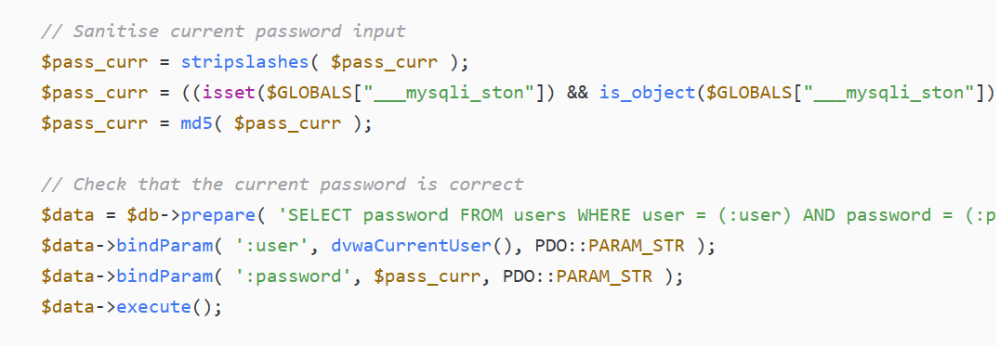 // Sanitise current password input
$pass_curr = stripslashes( $pass_curr );
$pass_curr = ((isset($GLOBALS["___mysqli_ston"]) && is_object($GLOBALS["___mysqli_ston"])
$pass_curr = md5( $pass_curr );
// Check that the current password is correct
$data = $db->prepare( 'SELECT password FROM users WHERE user = (:user) AND password = (:p
$data->bindParam( ':user', dvwaCurrentUser(), PDO::PARAM_STR );
$data->bindParam( ':password', $pass_curr, PDO::PARAM_STR );
$data->execute();